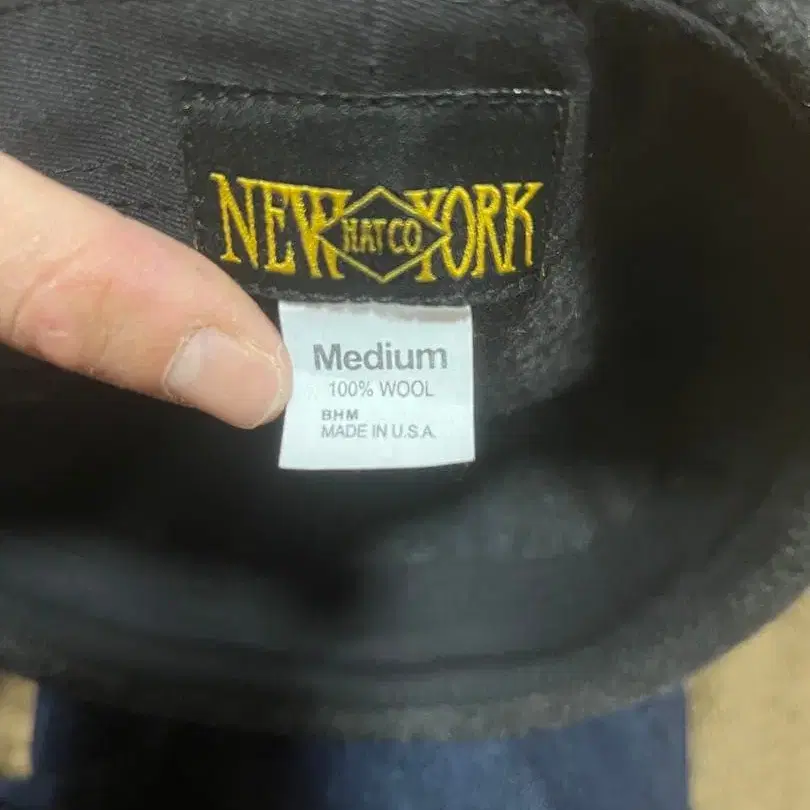 NEW YORK
HAT CO.
Medium
100% WOOL
BHM
MADE IN U.S.A.